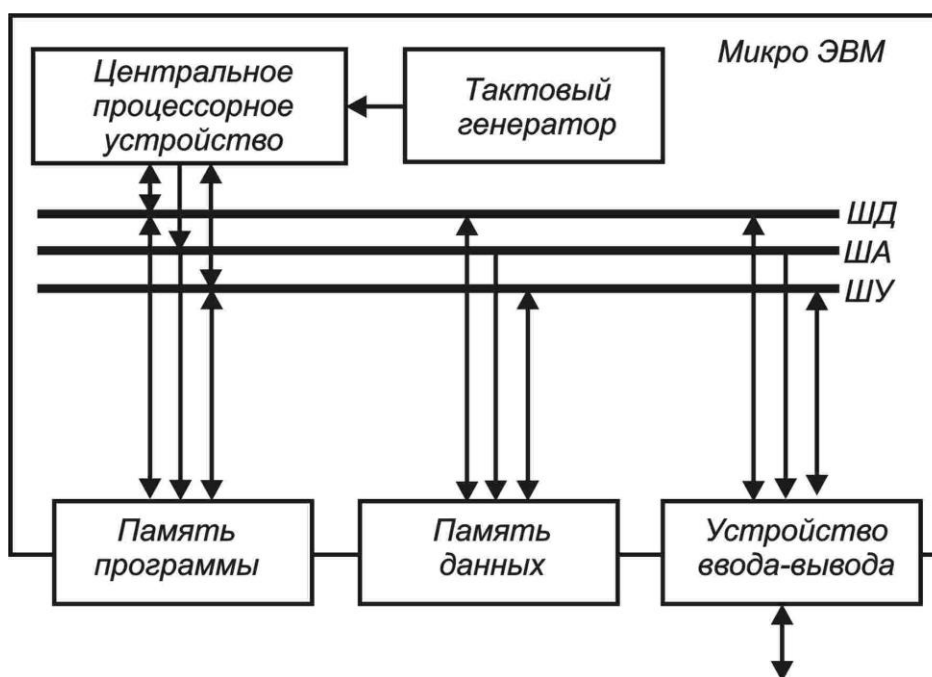 Микро ЭВМ
Центральное
процессорное
устройство
Тактовый
генератор
ШД
ША
ШУ
Память
программы
Память
данных
Устройство
ввода-вывода